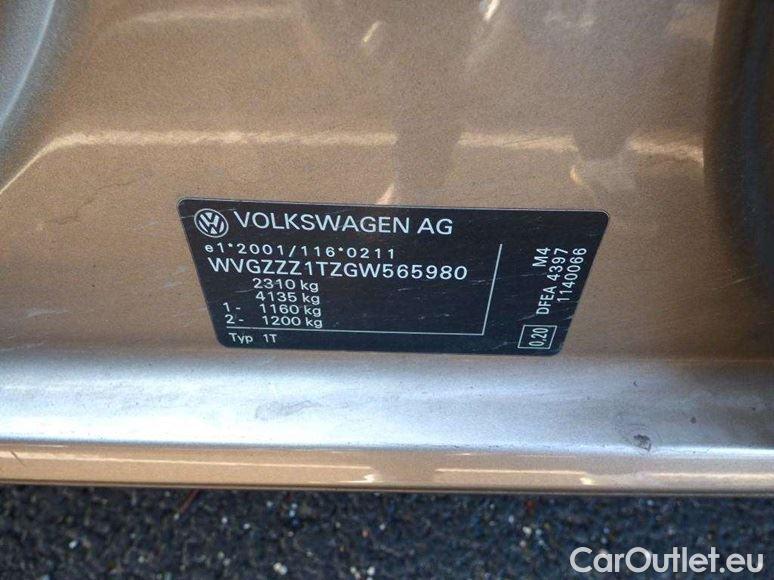 VOLKSWAGEN AG
e1*2001/116*0211
WVGZZZ1TZGW565980
2310 kg
4135 kg
1- 1160 kg
2- 1200 kg
Typ 1T
M4
DFEA 4397
1140066
0.20
CarOutlet.eu